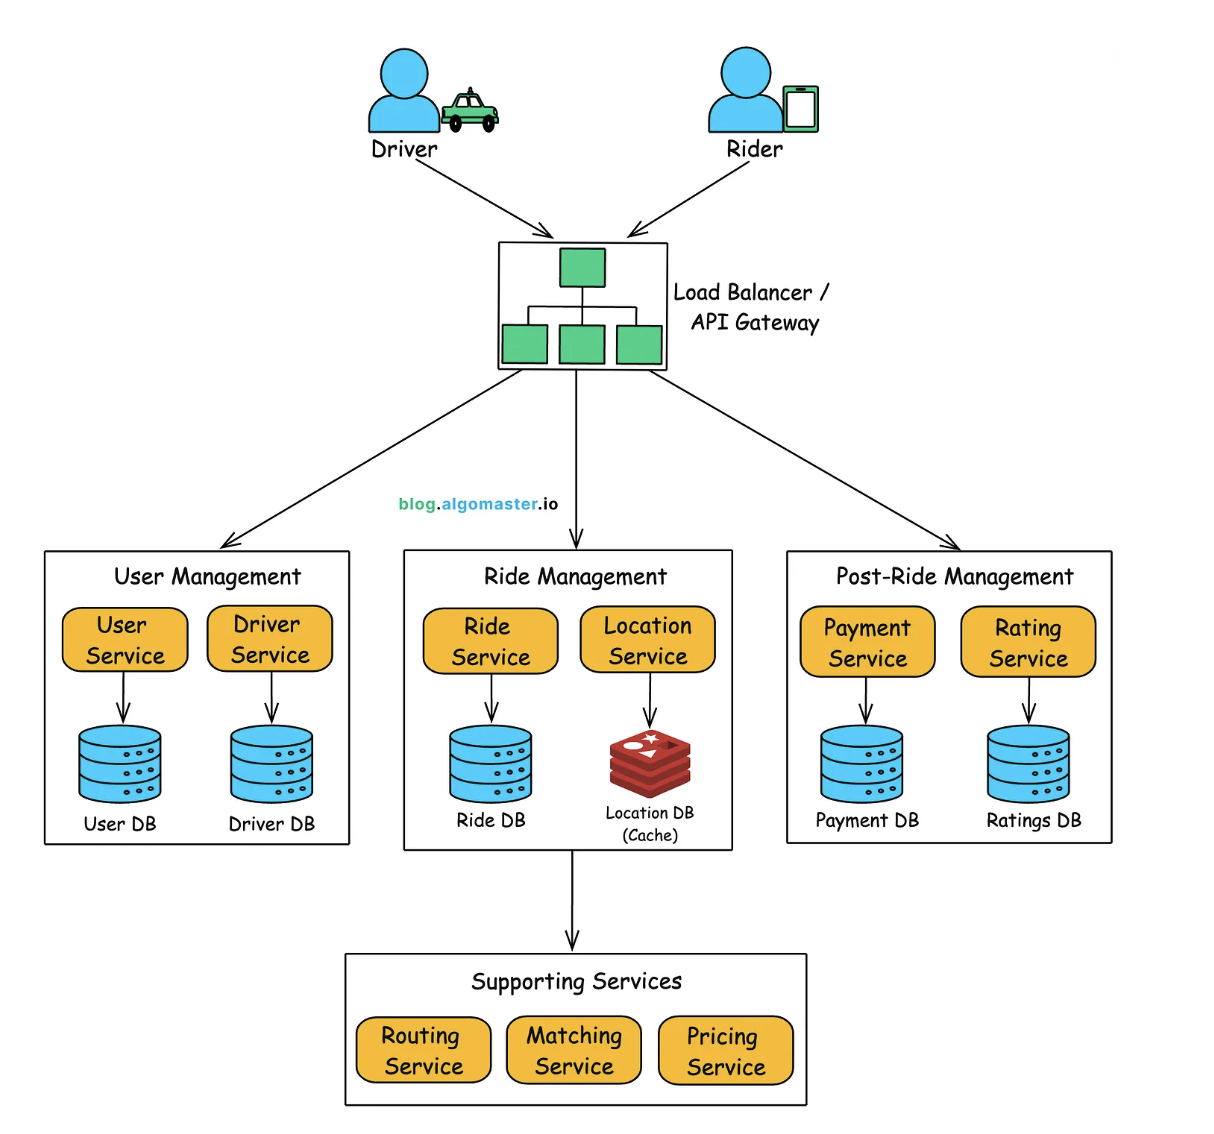 Driver
Rider
Load Balancer /
API Gateway
blog.algomaster.io
User Management
User
Service
Driver
Service
User DB
Driver DB
Ride Management
Ride
Service
Location
Service
Ride DB
Location DB
(Cache)
Post-Ride Management
Payment
Service
Rating
Service
Payment DB
Ratings DB
Supporting Services
Routing
Service
Matching
Service
Pricing
Service